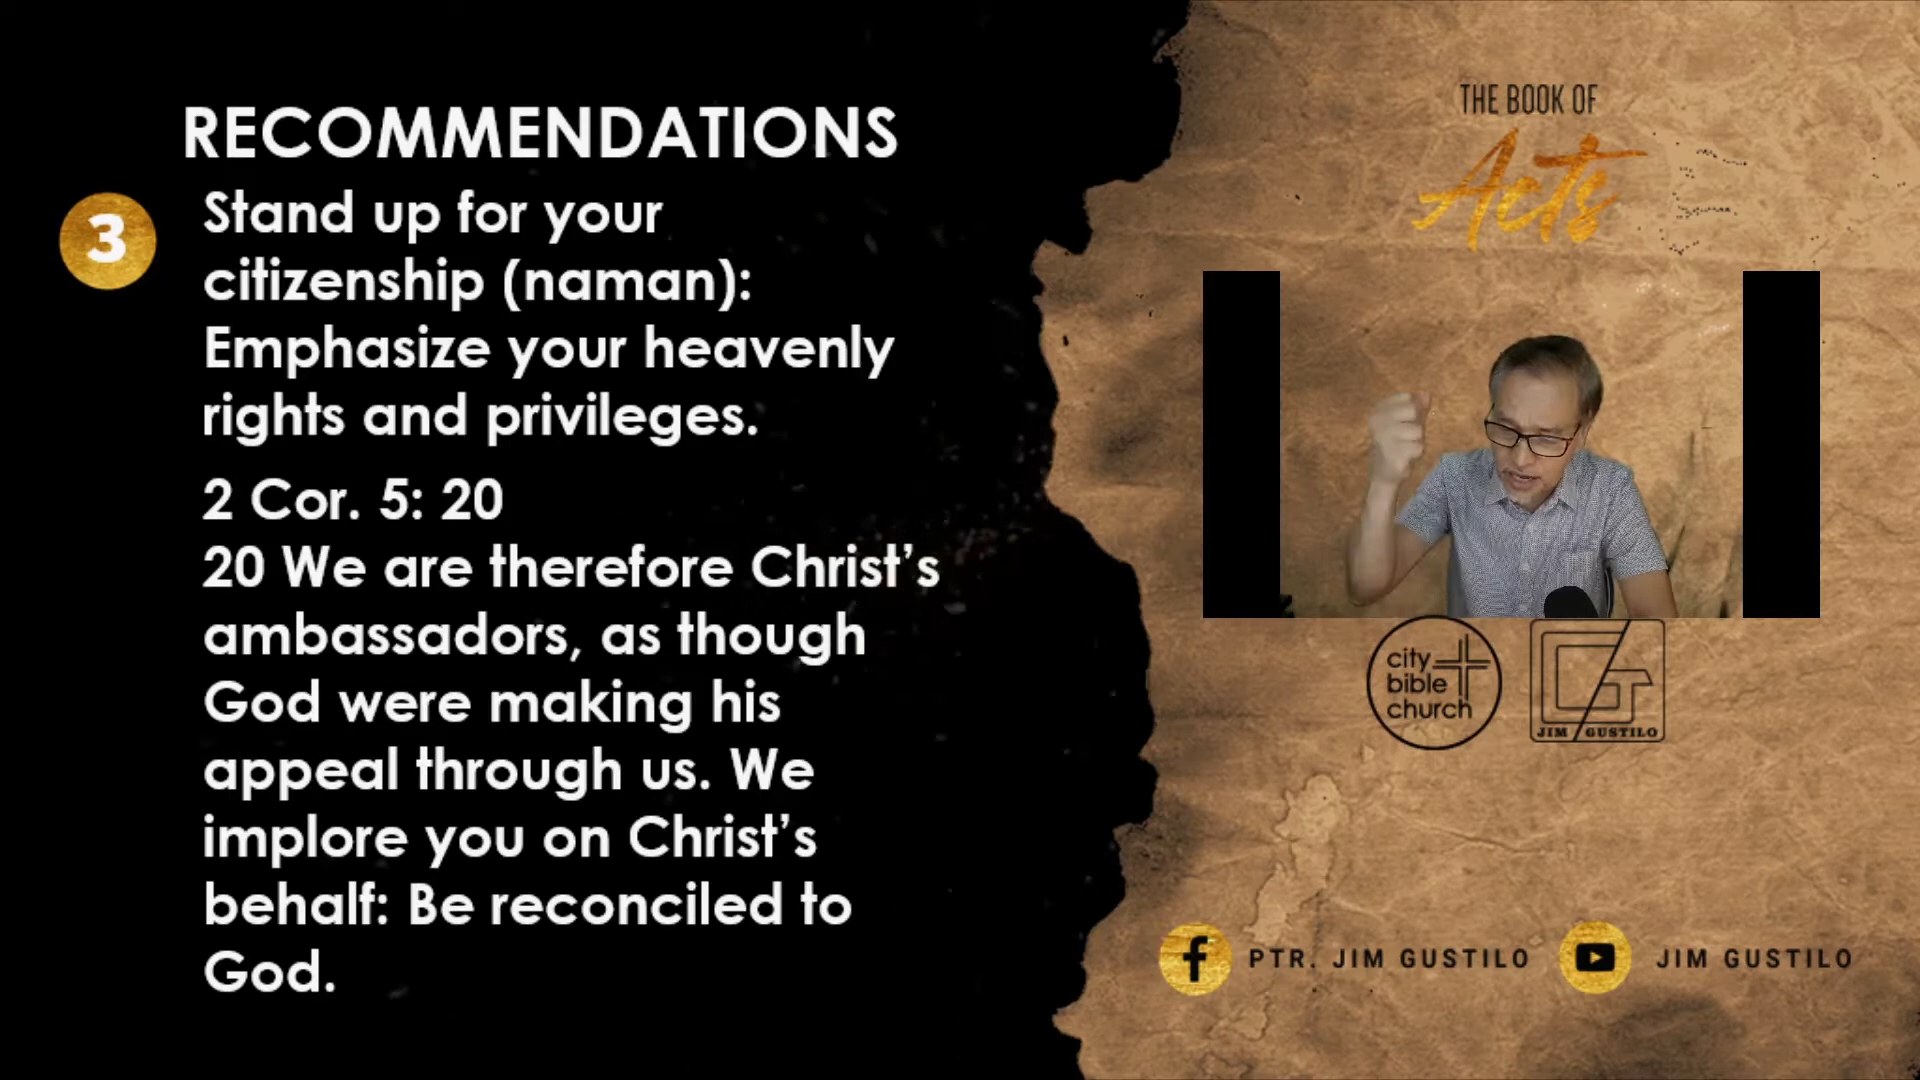 RECOMMENDATIONS
3
Stand up for your
citizenship (naman):
Emphasize your heavenly
rights and privileges.
2 Cor. 5: 20
20 We are therefore Christ’s
ambassadors, as though
God were making his
appeal through us. We
implore you on Christ’s
behalf: Be reconciled to
God.
THE BOOK OF
Acts
city
bible
church
JIM GUSTILO
PTR. JIM GUSTILO
JIM GUSTILO